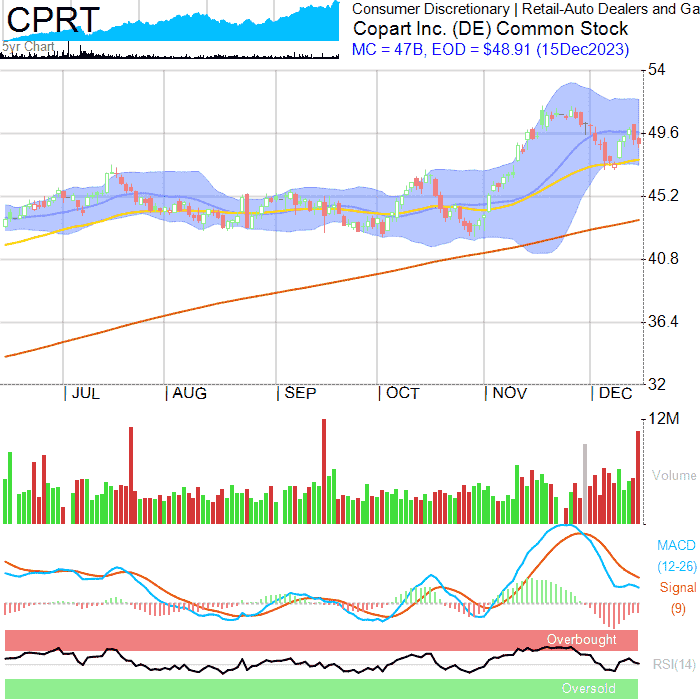 CPRT
5yr Chart
Consumer Discretionary | Retail-Auto Dealers and Ga
Copart Inc. (DE) Common Stock
MC = 47B, EOD = $48.91 (15Dec2023)
54
49.6
45.2
40.8
36.4
32
JUL AUG SEP OCT NOV DEC
12M
Volume
MACD
(12-26)
Signal
(9)
Overbought
RSI(14)
Oversold